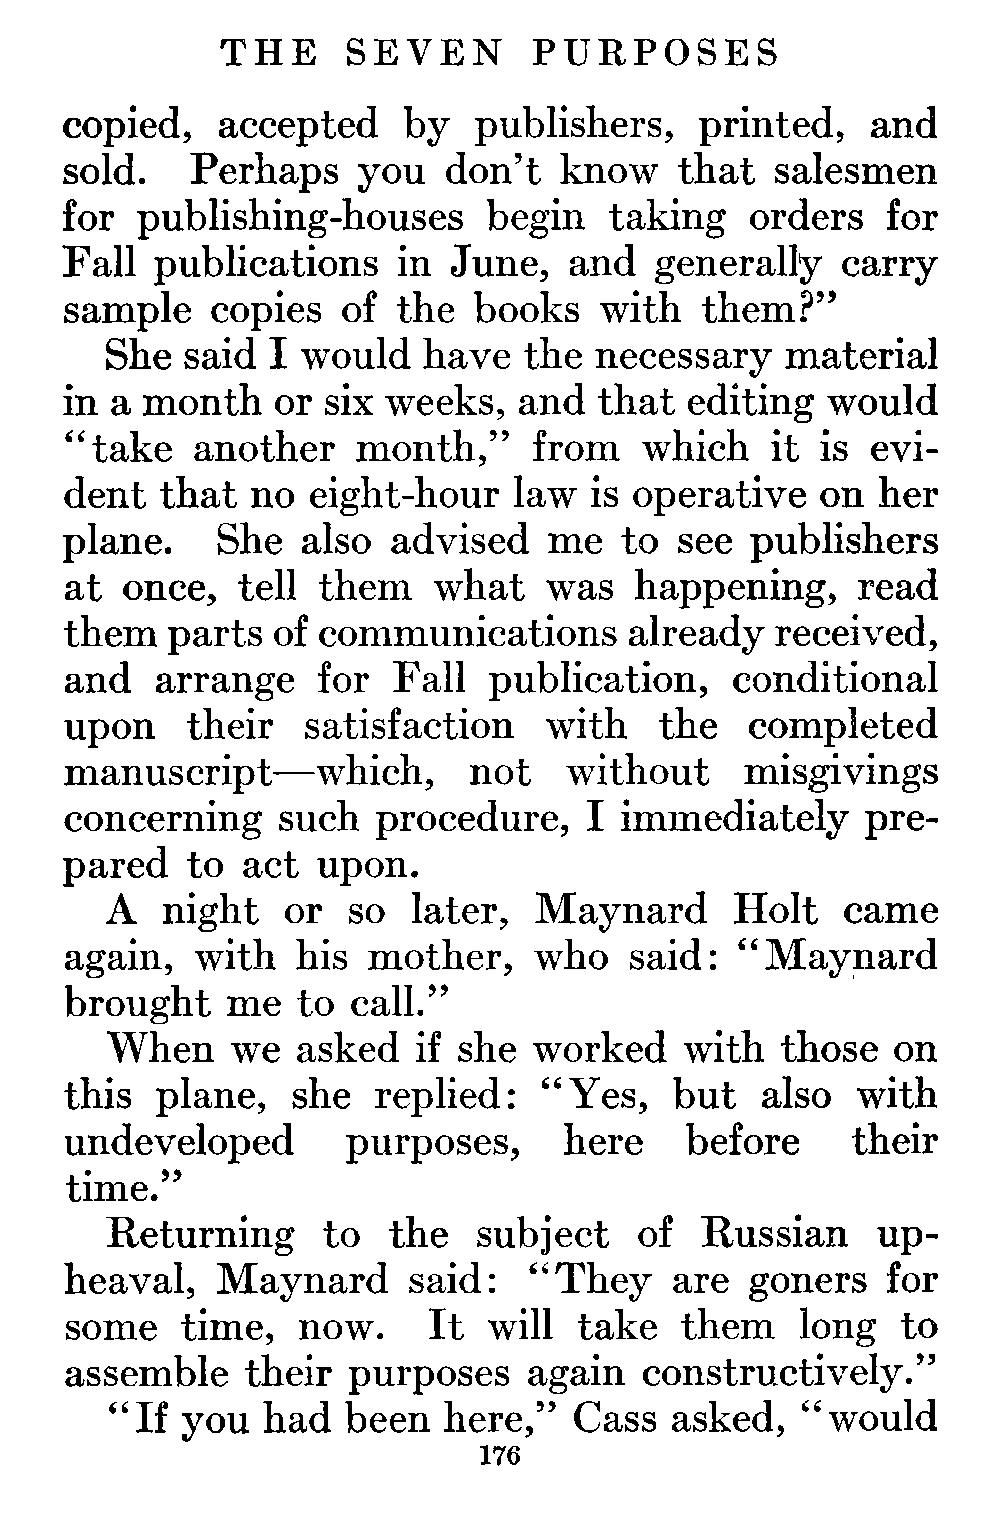 THE SEVEN PURPOSES
copied, accepted by publishers, printed, and
sold. Perhaps you don't know that salesmen
for publishing-houses begin taking orders for
Fall publications in June, and generally carry
sample copies of the books with them?"
She said I would have the necessary material
in a month or six weeks, and that editing would
"take another month," from which it is evi-
dent that no eight-hour law is operative on her
plane. She also advised me to see publishers
at once, tell them what was happening, read
them parts of communications already received,
and arrange for Fall publication, conditional
upon their satisfaction with the completed
manuscript—which, not without misgivings
concerning such procedure, I immediately pre-
pared to act upon.
A night or so later, Maynard Holt came
again, with his mother, who said: "Maynard
brought me to call."
When we asked if she worked with those on
this plane, she replied: "Yes, but also with
undeveloped purposes, here before their
time."
Returning to the subject of Russian up-
heaval, Maynard said: "They are goners for
some time, now. It will take them long to
assemble their purposes again constructively."
"If you had been here," Cass asked, "would
176